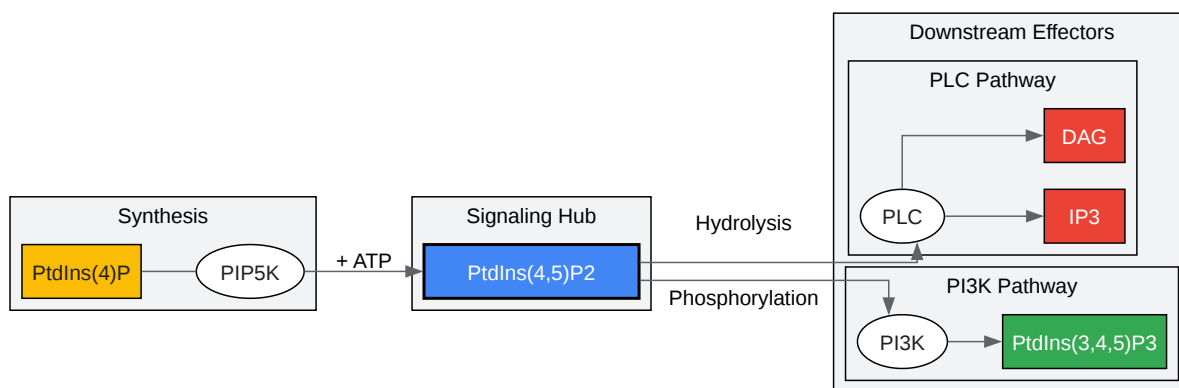 Downstream Effectors
PLC Pathway
DAG
Synthesis
Signaling Hub
Hydrolysis
PLC
IP3
PtdIns(4)P
PIP5K
+ ATP
PtdIns(4,5)P2
Phosphorylation
PI3K Pathway
PI3K
PtdIns(3,4,5)P3